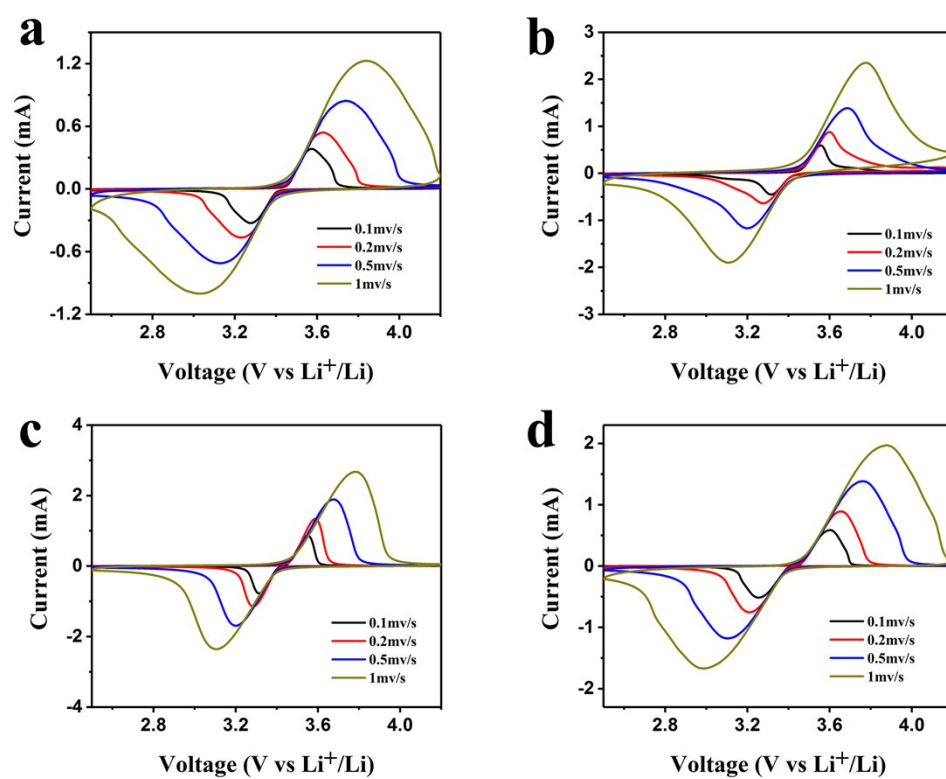 a
Current (mA)
1.2
0.6
0.0
-0.6
-1.2
0.1mv/s
0.2mv/s
0.5mv/s
1mv/s
2.8 3.2 3.6 4.0
Voltage (V vs Li+/Li)
b
Current (mA)
3
2
1
0
-1
-2
-3
0.1mv/s
0.2mv/s
0.5mv/s
1mv/s
2.8 3.2 3.6 4.0
Voltage (V vs Li+/Li)
c
Current (mA)
4
2
0
-2
-4
0.1mv/s
0.2mv/s
0.5mv/s
1mv/s
2.8 3.2 3.6 4.0
Voltage (V vs Li+/Li)
d
Current (mA)
2
1
0
-1
-2
0.1mv/s
0.2mv/s
0.5mv/s
1mv/s
2.8 3.2 3.6 4.0
Voltage (V vs Li+/Li)